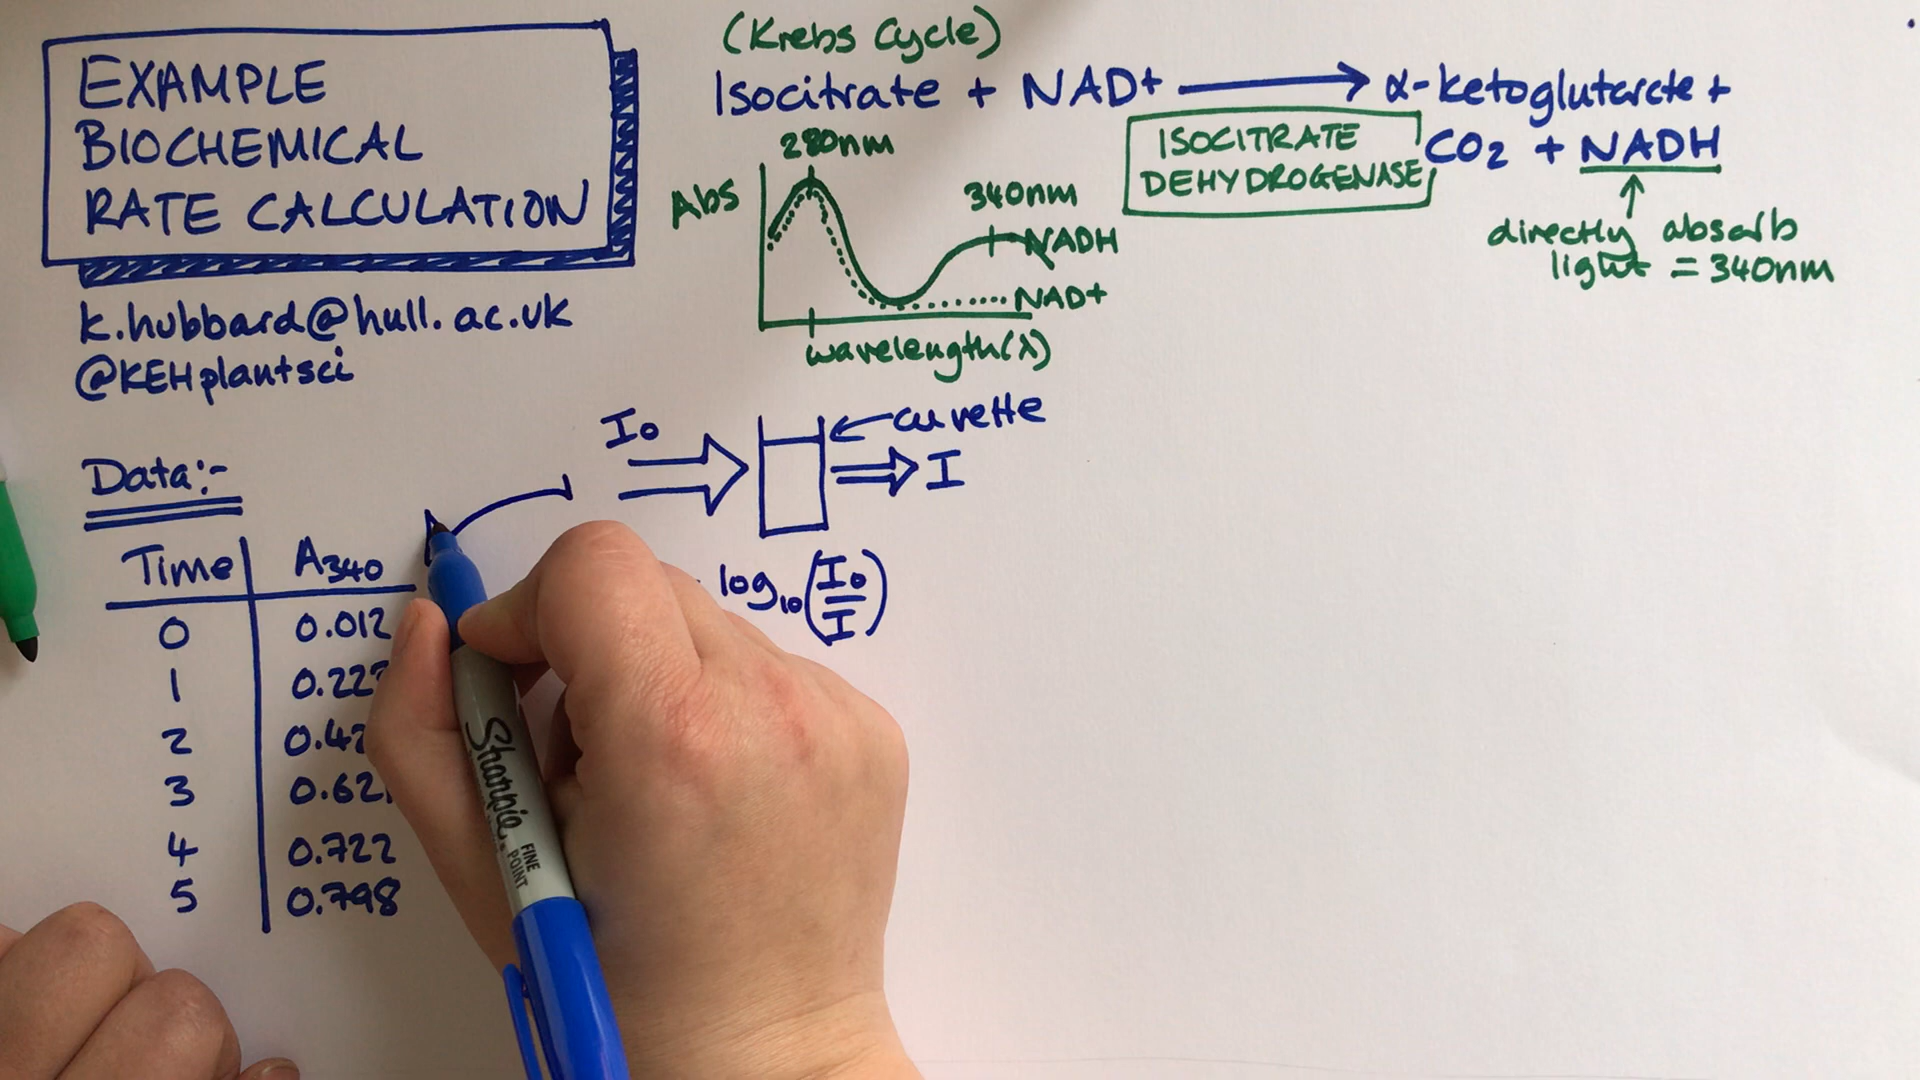 EXAMPLE
BIOCHEMICAL
RATE CALCULATION
k.hubbard@hull.ac.uk
@KEHplantsci
(Krebs Cycle)
Isocitrate + NAD+ → α-ketoglutarate +
CO2 + NADH
ISOCITRATE
DEHYDROGENASE
directly absorb
light = 340nm
280nm
Abs
340nm
NADH
NAD+
wavelength(λ)
I0
cuvette
I
log10(I0/I)
Data:-
Time A340
0 0.012
1
2
3
4 0.722
5 0.798
Sharpie.
FINE
POINT